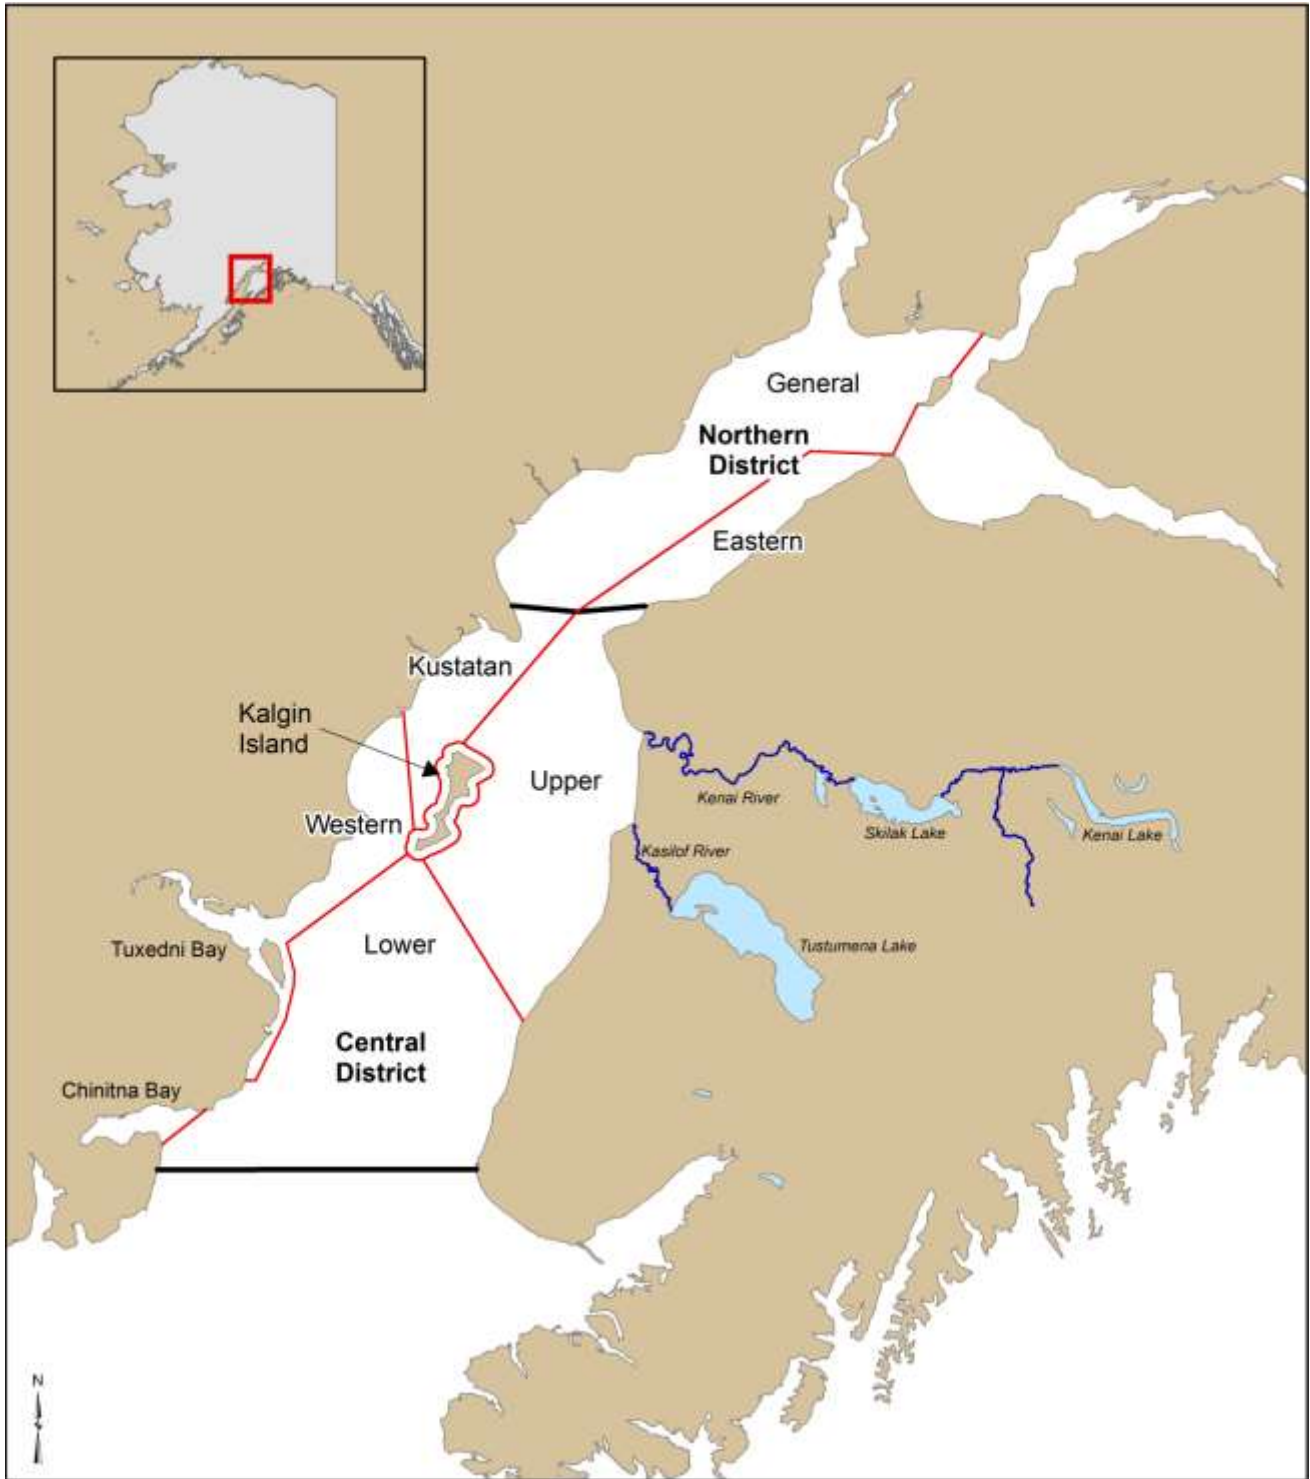 General
Northern
District
Eastern
Kustatan
Kalgin
Island
Upper
Western
Kenai River
Skilak Lake
Kenai Lake
Kasilof River
Tuxedni Bay
Lower
Tustumena Lake
Central
District
Chinitna Bay
N